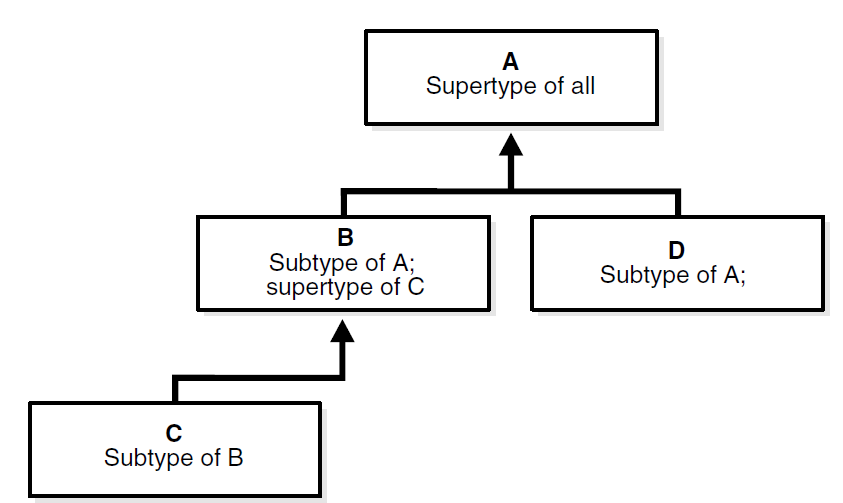 A
Supertype of all
B
Subtype of A;
supertype of C
D
Subtype of A;
C
Subtype of B